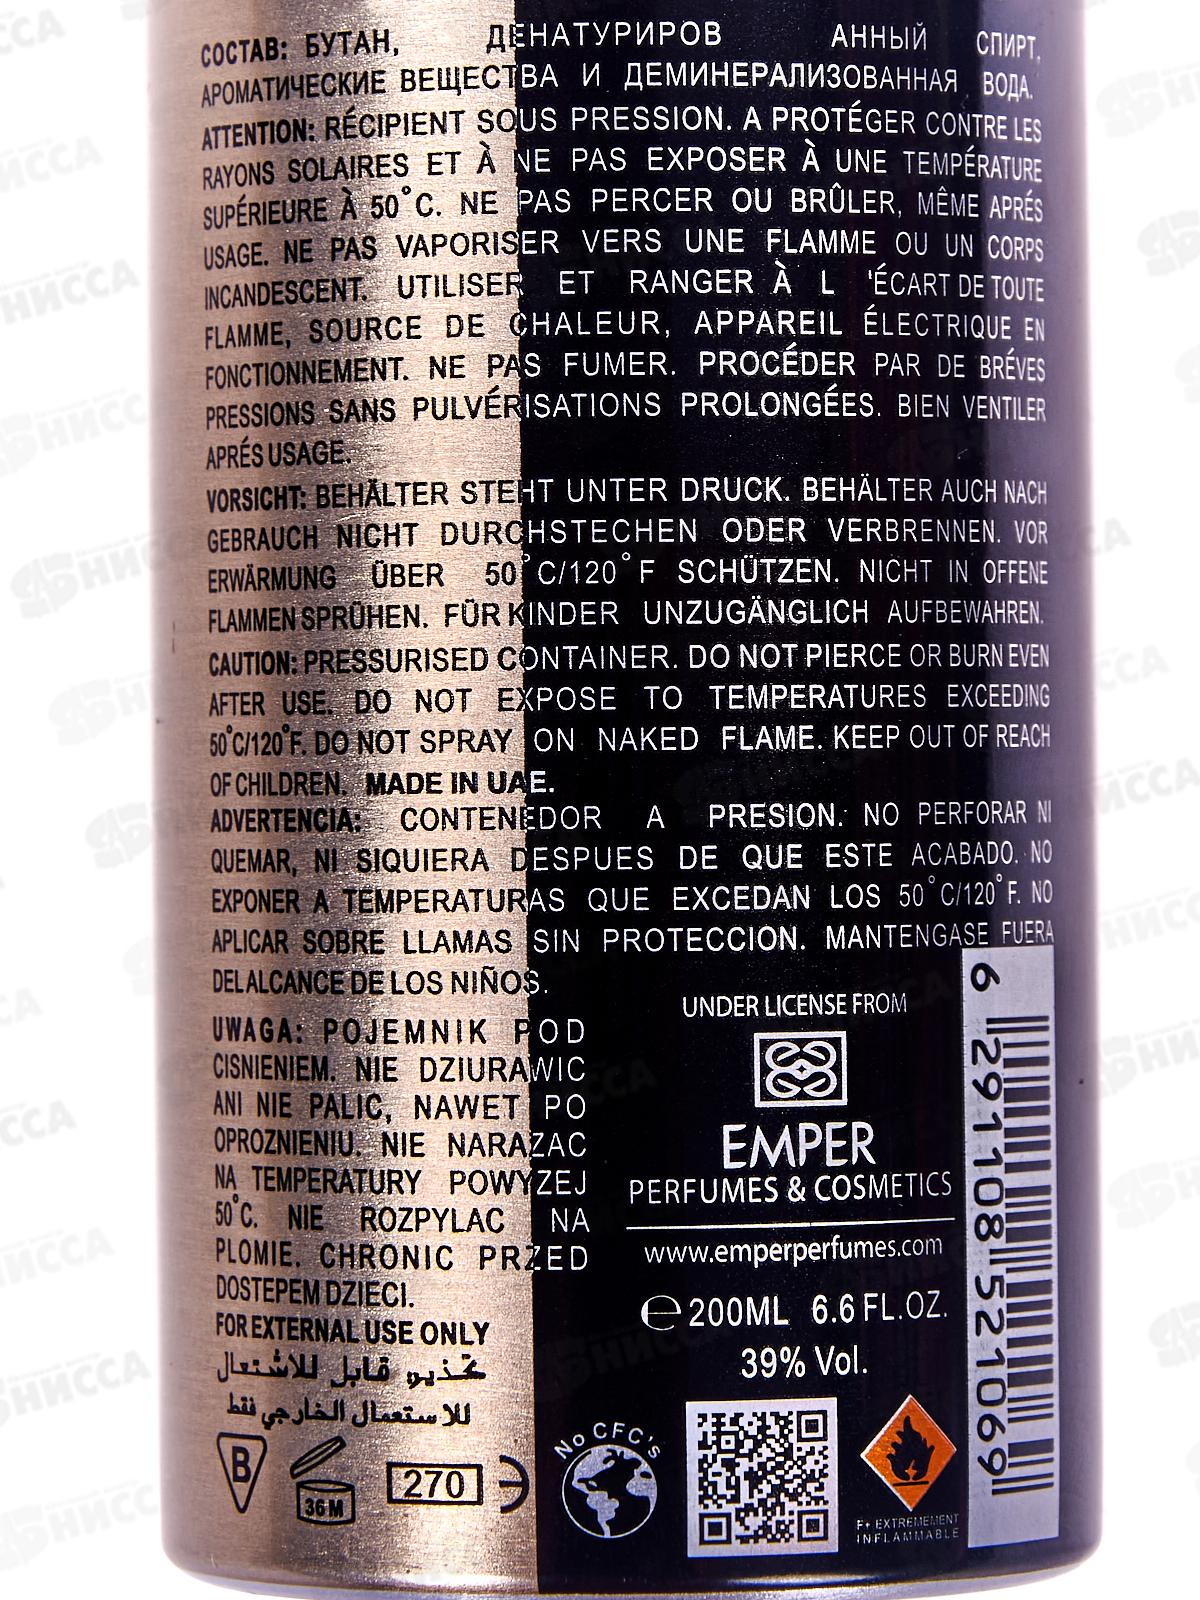 СОСТАВ: БУТАН, ДЕНАТУРИРОВ АННЫЙ СПИРТ,
АРОМАТИЧЕСКИЕ ВЕЩЕСТВА И ДЕМИНЕРАЛИЗОВАННАЯ ВОДА.
ATTENTION: RÉCIPIENT SOUS PRESSION. A PROTÉGER CONTRE LES
RAYONS SOLAIRES ET À NE PAS EXPOSER À UNE TEMPÉRATURE
SUPÉRIEURE À 50°C. NE PAS PERCER OU BRÛLER, MÊME APRÉS
USAGE. NE PAS VAPORISER VERS UNE FLAMME OU UN CORPS
INCANDESCENT. UTILISER ET RANGER À L 'ÉCART DE TOUTE
FLAMME, SOURCE DE CHALEUR, APPAREIL ÉLECTRIQUE EN
FONCTIONNEMENT. NE PAS FUMER. PROCÉDER PAR DE BRÉVES
PRESSIONS SANS PULVÉRISATIONS PROLONGÉES. BIEN VENTILER
APRÉS USAGE.
VORSICHT: BEHÄLTER STEHT UNTER DRUCK. BEHÄLTER AUCH NACH
GEBRAUCH NICHT DURCHSTECHEN ODER VERBRENNEN. VOR
ERWÄRMUNG ÜBER 50°C/120°F SCHÜTZEN. NICHT IN OFFENE
FLAMMEN SPRÜHEN. FÜR KINDER UNZUGÄNGLICH AUFBEWAHREN.
CAUTION: PRESSURISED CONTAINER. DO NOT PIERCE OR BURN EVEN
AFTER USE. DO NOT EXPOSE TO TEMPERATURES EXCEEDING
50°C/120°F. DO NOT SPRAY ON NAKED FLAME. KEEP OUT OF REACH
OF CHILDREN. MADE IN UAE.
ADVERTENCIA: CONTENEDOR A PRESION. NO PERFORAR NI
QUEMAR, NI SIQUIERA DESPUES DE QUE ESTE ACABADO. NO
EXPONER A TEMPERATURAS QUE EXCEDAN LOS 50°C/120°F. NO
APLICAR SOBRE LLAMAS SIN PROTECCION. MANTENGASE FUERA
DEL ALCANCE DE LOS NIÑOS.
UWAGA: POJEMNIK POD
CISNIENIEM. NIE DZIURAWIC
ANI NIE PALIC, NAWET PO
OPROZNIENIU. NIE NARAZAC
NA TEMPERATURY POWYZEJ
50°C. NIE ROZPYLAC NA
PLOMIE. CHRONIC PRZED
DOSTEPEM DZIECI.
FOR EXTERNAL USE ONLY
تحذير: قابل للاشتعال
للاستعمال الخارجي فقط
B
36 M
270
UNDER LICENSE FROM
EMPER
PERFUMES & COSMETICS
www.emperperfumes.com
℮ 200ML 6.6 FL.OZ.
39% Vol.
No CFC's
F+ EXTREMEMENT
INFLAMMABLE
6 291108 521069
НИССА